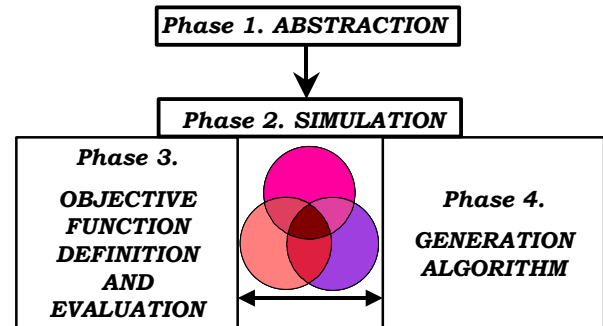 Phase 1. ABSTRACTION
Phase 2. SIMULATION
Phase 3.
OBJECTIVE
FUNCTION
DEFINITION
AND
EVALUATION
Phase 4.
GENERATION
ALGORITHM